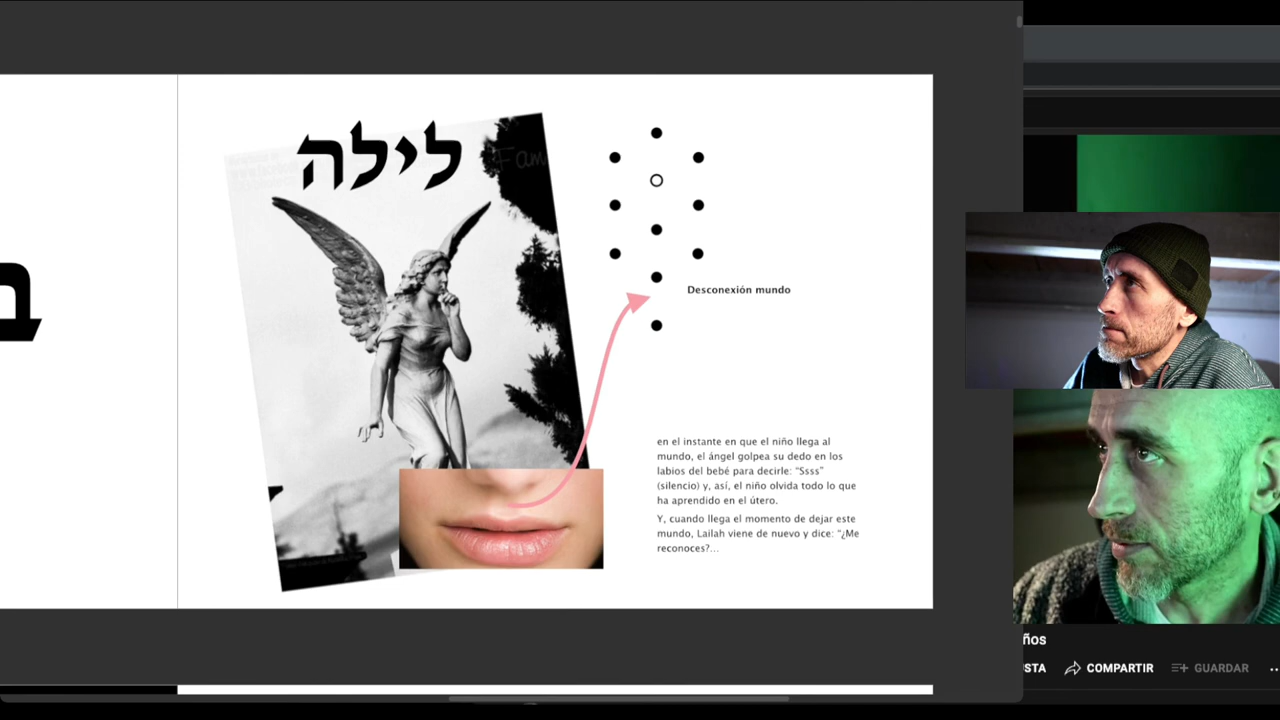 לילה
Fam
ב
Desconexión mundo
en el instante en que el niño llega al
mundo, el ángel golpea su dedo en los
labios del bebé para decirle: “Ssss”
(silencio) y, así, el niño olvida todo lo que
ha aprendido en el útero.
Y, cuando llega el momento de dejar este
mundo, Lailah viene de nuevo y dice: “¿Me
reconoces?...
ños
USTA
COMPARTIR
GUARDAR